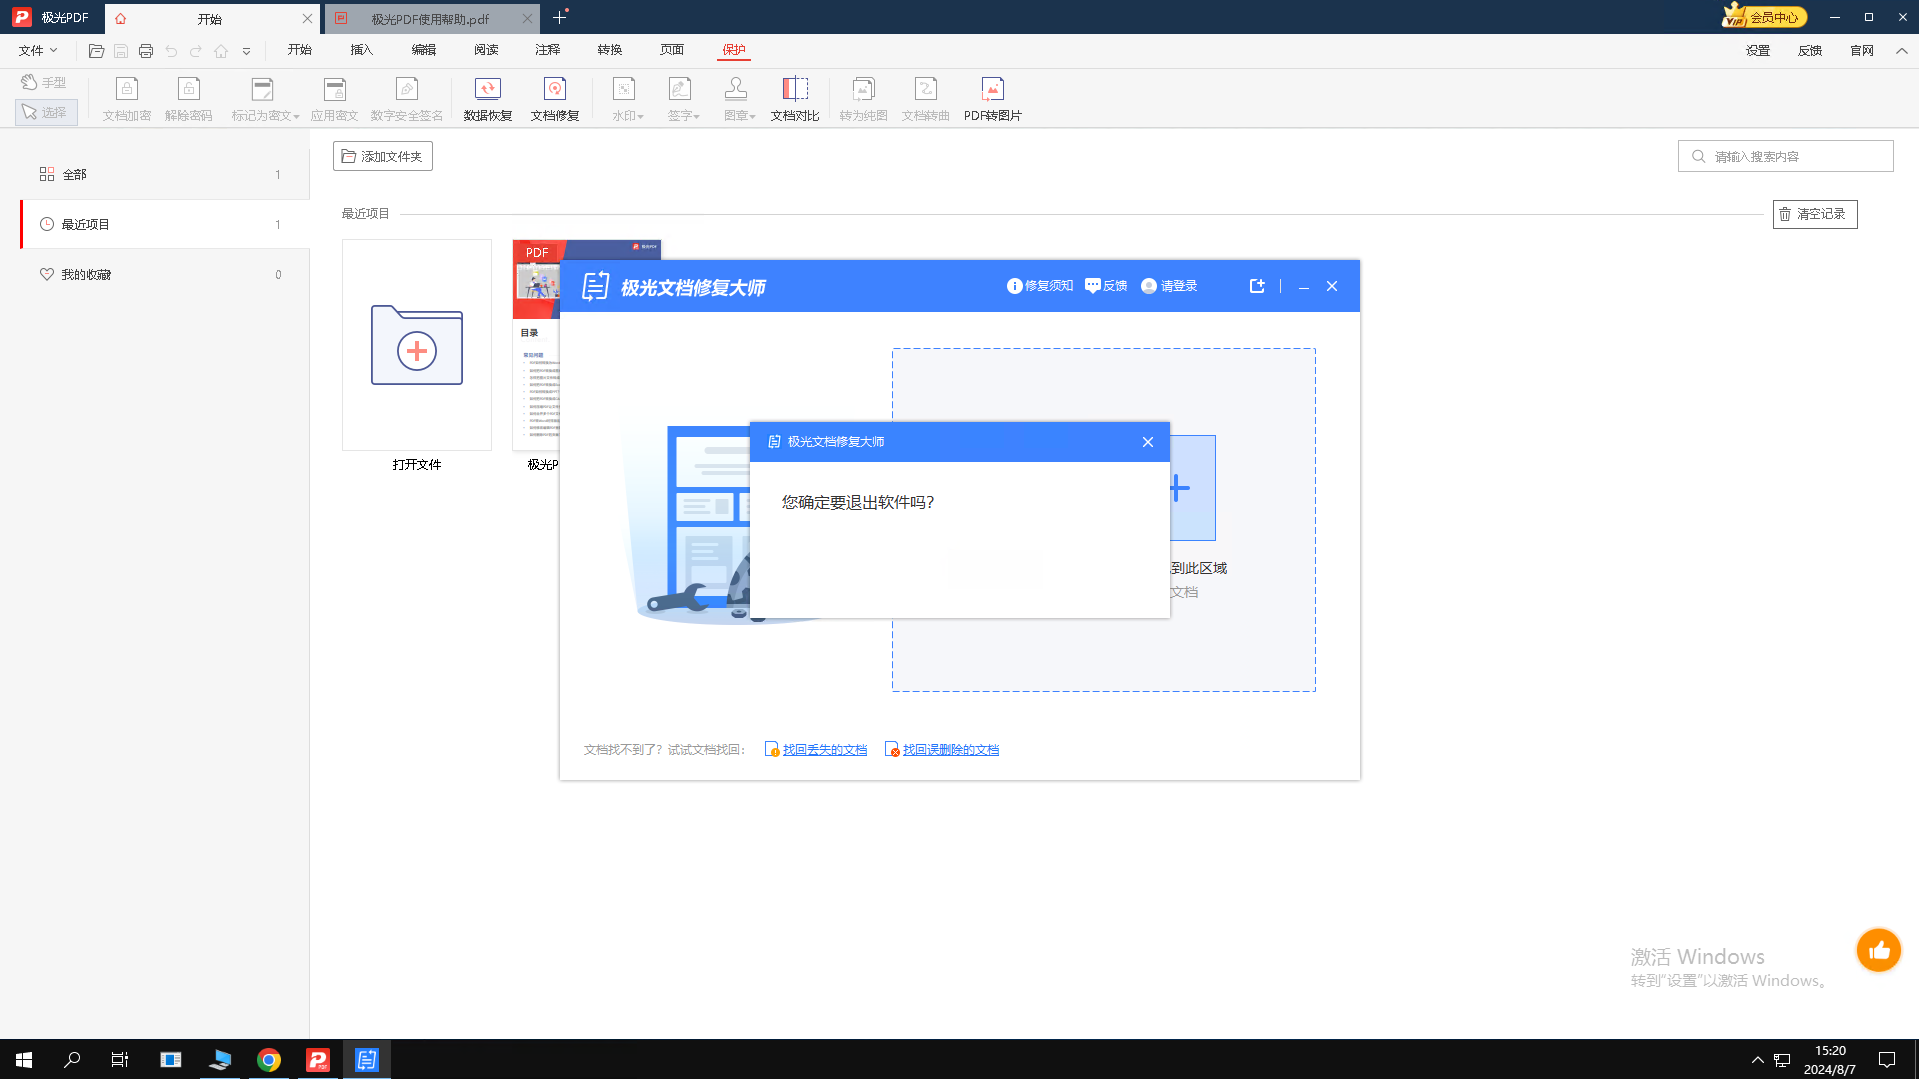 极光PDF
开始
极光PDF使用帮助.pdf
VIP 会员中心
文件
开始 插入 编辑 阅读 注释 转换 页面 保护
设置 反馈 官网
手型
选择
文档加密 解除密码 标记为密文 应用密文 数字安全签名 数据恢复 文档修复 水印 签字 图章 文档对比 转为纯图 文档转曲 PDF转图片
全部 1
最近项目 1
我的收藏 0
添加文件夹
请输入搜索内容
最近项目
清空记录
PDF
目录
常见问题
打开文件
极光P
极光文档修复大师
修复须知 反馈 请登录
极光文档修复大师
您确定要退出软件吗?
到此区域
文档
文档找不到了? 试试文档找回:
找回丢失的文档
找回误删除的文档
激活 Windows
转到“设置”以激活 Windows。
15:20
2024/8/7